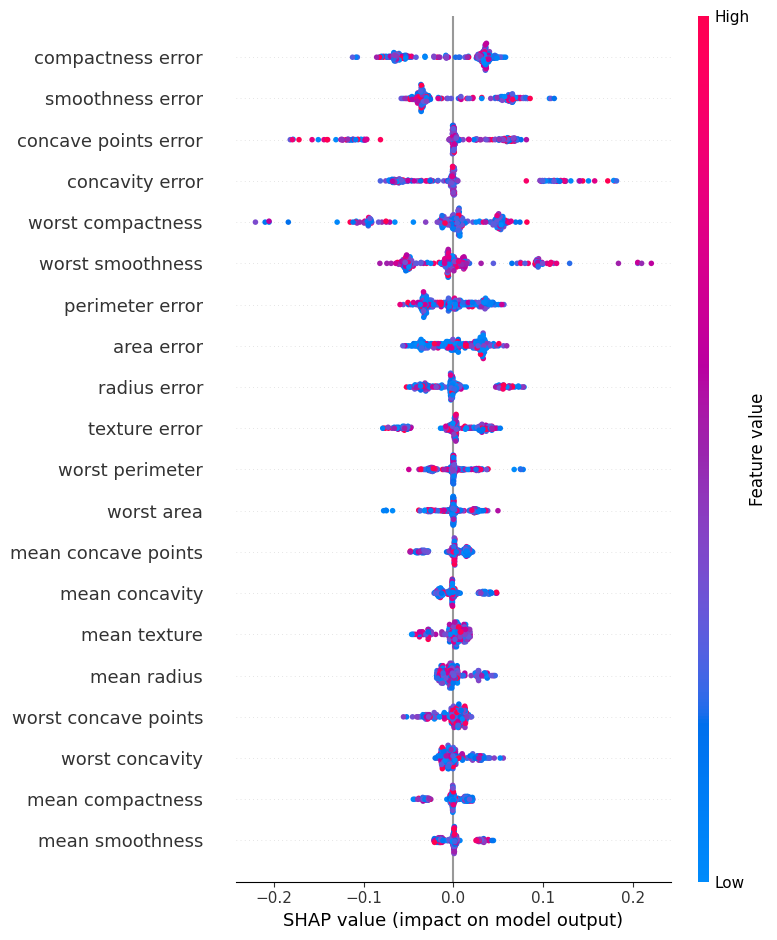 High
compactness error
smoothness error
concave points error
concavity error
worst compactness
worst smoothness
perimeter error
area error
radius error
texture error
worst perimeter
worst area
mean concave points
mean concavity
mean texture
mean radius
worst concave points
worst concavity
mean compactness
mean smoothness
Feature value
Low
−0.2 −0.1 0.0 0.1 0.2
SHAP value (impact on model output)